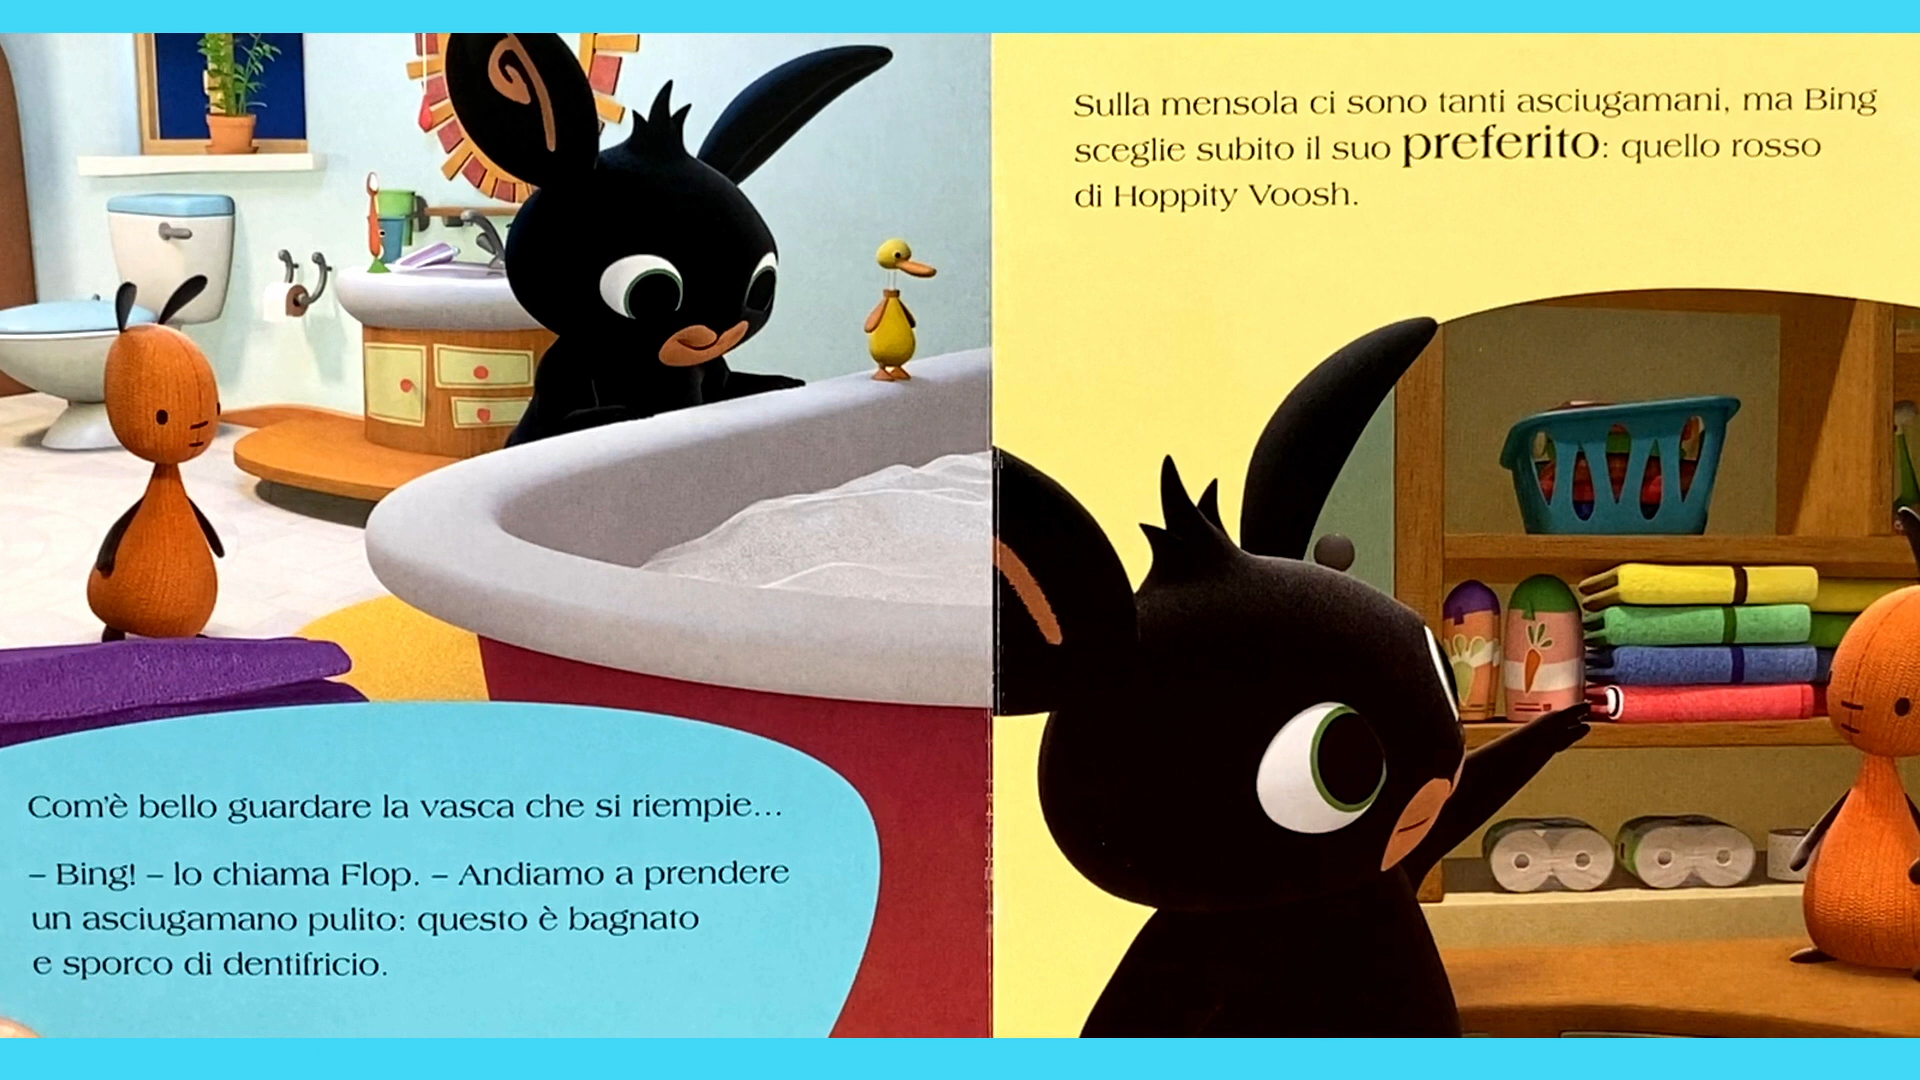 Com'è bello guardare la vasca che si riempie...
– Bing! – lo chiama Flop. – Andiamo a prendere
un asciugamano pulito: questo è bagnato
e sporco di dentifricio.
Sulla mensola ci sono tanti asciugamani, ma Bing
sceglie subito il suo preferito: quello rosso
di Hoppity Voosh.